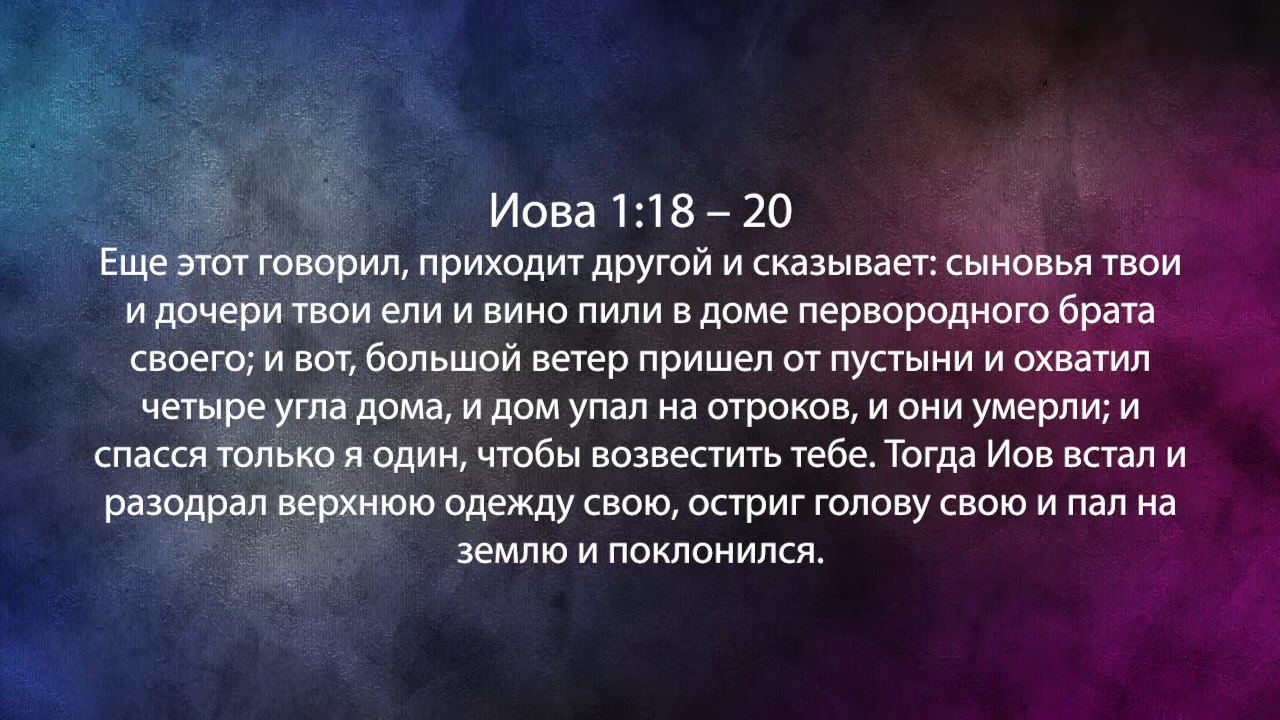 Иова 1:18 – 20
Еще этот говорил, приходит другой и сказывает: сыновья твои
и дочери твои ели и вино пили в доме первородного брата
своего; и вот, большой ветер пришел от пустыни и охватил
четыре угла дома, и дом упал на отроков, и они умерли; и
спасся только я один, чтобы возвестить тебе. Тогда Иов встал и
разодрал верхнюю одежду свою, остриг голову свою и пал на
землю и поклонился.